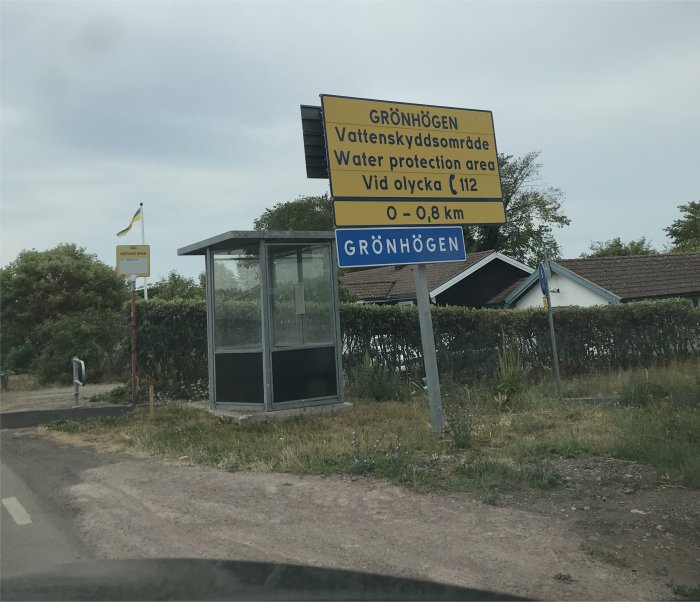 GRÖNHÖGEN
Vattenskyddsområde
Water protection area
Vid olycka 112
0 - 0,8 km
GRÖNHÖGEN